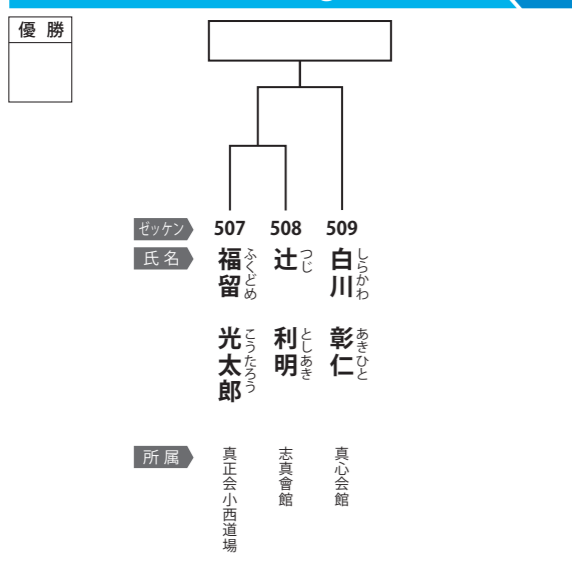 優勝
ゼッケン 507 508 509
氏名
福留 光太郎
ふくどめ こうたろう
辻 利明
つじ としあき
白川 彰仁
しらかわ あきひと
所属
真正会小西道場
志真會館
真心会館